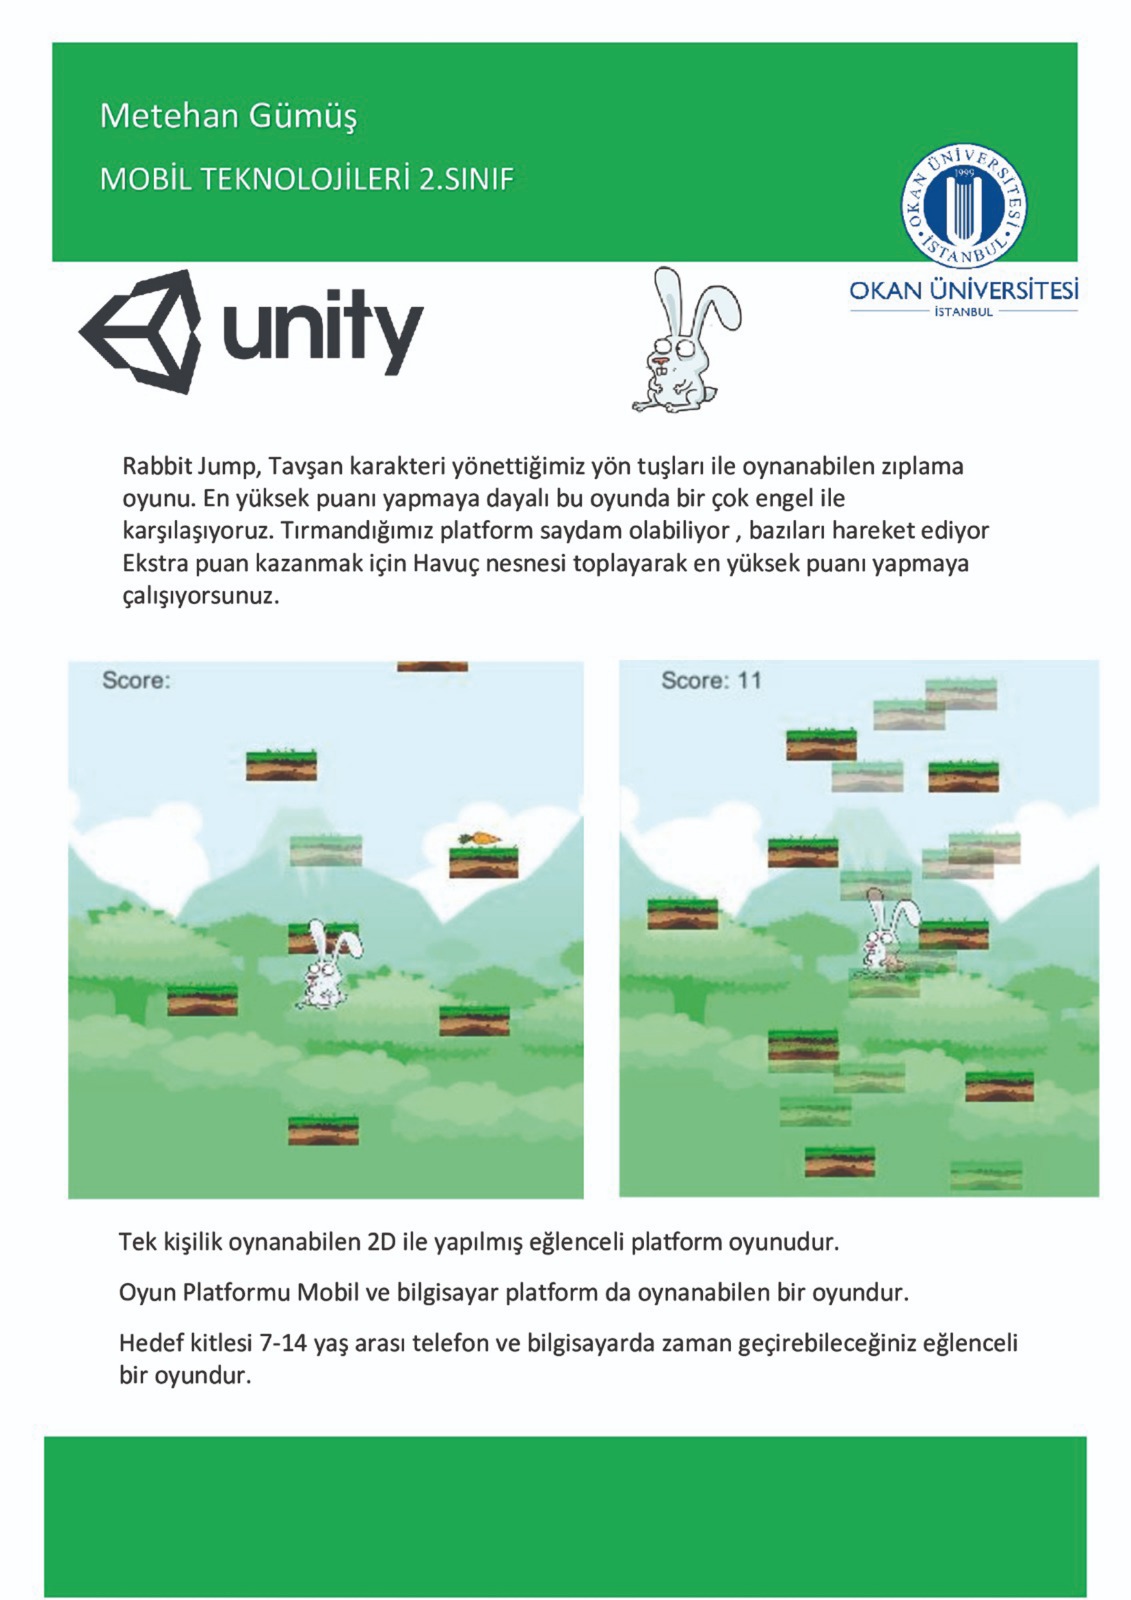 Metehan Gümüş
MOBİL TEKNOLOJİLERİ 2.SINIF
OKAN ÜNİVERSİTESİ
1999
İSTANBUL
OKAN ÜNİVERSİTESİ
İSTANBUL
unity
Rabbit Jump, Tavşan karakteri yönettiğimiz yön tuşları ile oynanabilen zıplama
oyunu. En yüksek puanı yapmaya dayalı bu oyunda bir çok engel ile
karşılaşıyoruz. Tırmandığımız platform saydam olabiliyor , bazıları hareket ediyor
Ekstra puan kazanmak için Havuç nesnesi toplayarak en yüksek puanı yapmaya
çalışıyorsunuz.
Score:
Score: 11
Tek kişilik oynanabilen 2D ile yapılmış eğlenceli platform oyunudur.
Oyun Platformu Mobil ve bilgisayar platform da oynanabilen bir oyundur.
Hedef kitlesi 7-14 yaş arası telefon ve bilgisayarda zaman geçirebileceğiniz eğlenceli
bir oyundur.